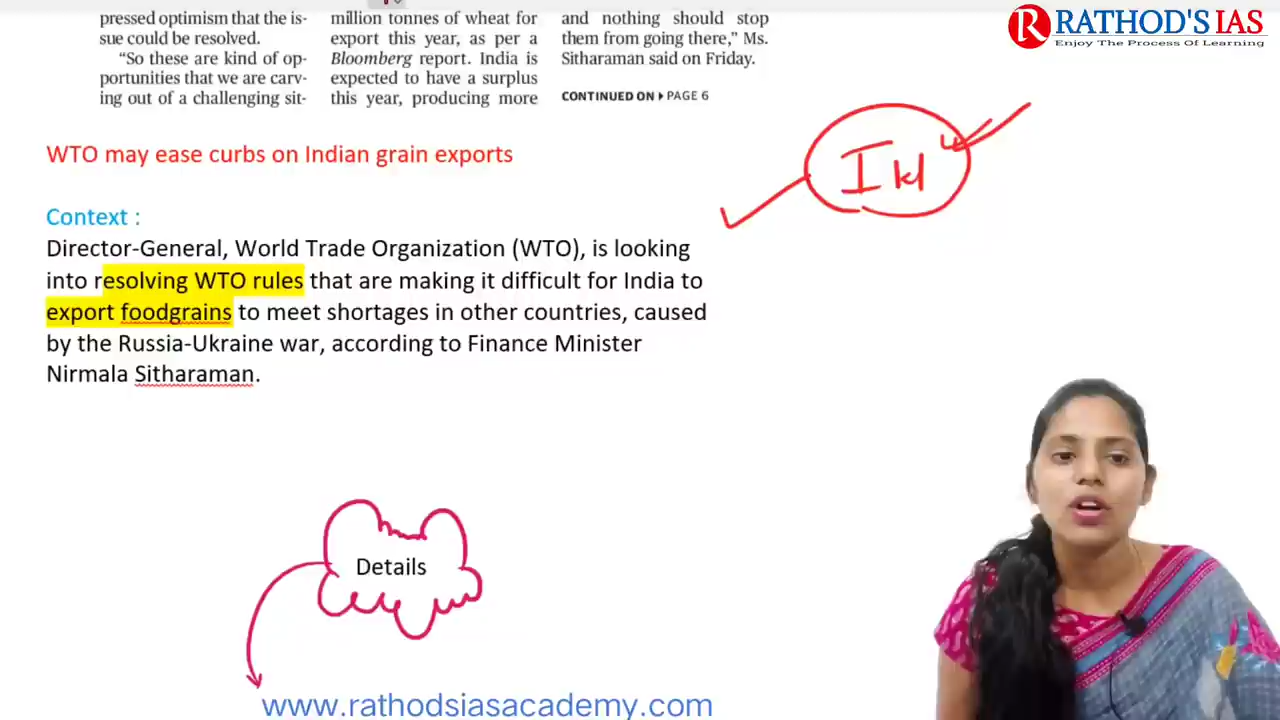 pressed optimism that the is-
sue could be resolved.
“So these are kind of op-
portunities that we are carv-
ing out of a challenging sit-
million tonnes of wheat for
export this year, as per a
Bloomberg report. India is
expected to have a surplus
this year, producing more
and nothing should stop
them from going there,” Ms.
Sitharaman said on Friday.
CONTINUED ON PAGE 6
R RATHOD'S IAS
Enjoy The Process Of Learning
WTO may ease curbs on Indian grain exports
Context :
Director-General, World Trade Organization (WTO), is looking
into resolving WTO rules that are making it difficult for India to
export foodgrains to meet shortages in other countries, caused
by the Russia-Ukraine war, according to Finance Minister
Nirmala Sitharaman.
Details
www.rathodsiasacademy.com